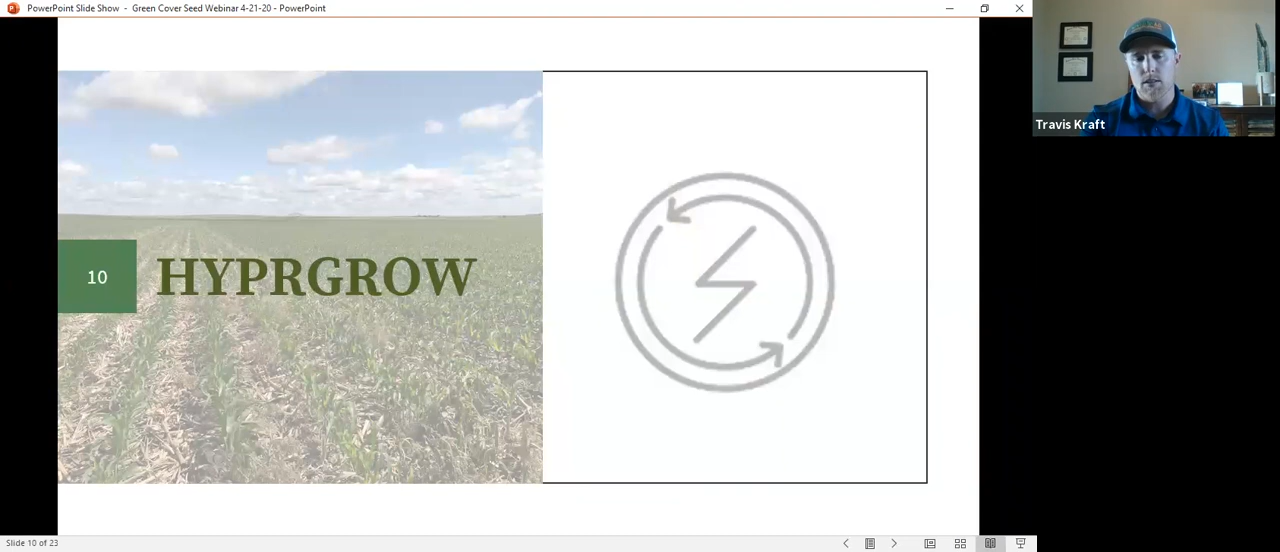 PowerPoint Slide Show - Green Cover Seed Webinar 4-21-20 - PowerPoint
Travis Kraft
10
HYPRGROW
Slide 10 of 23